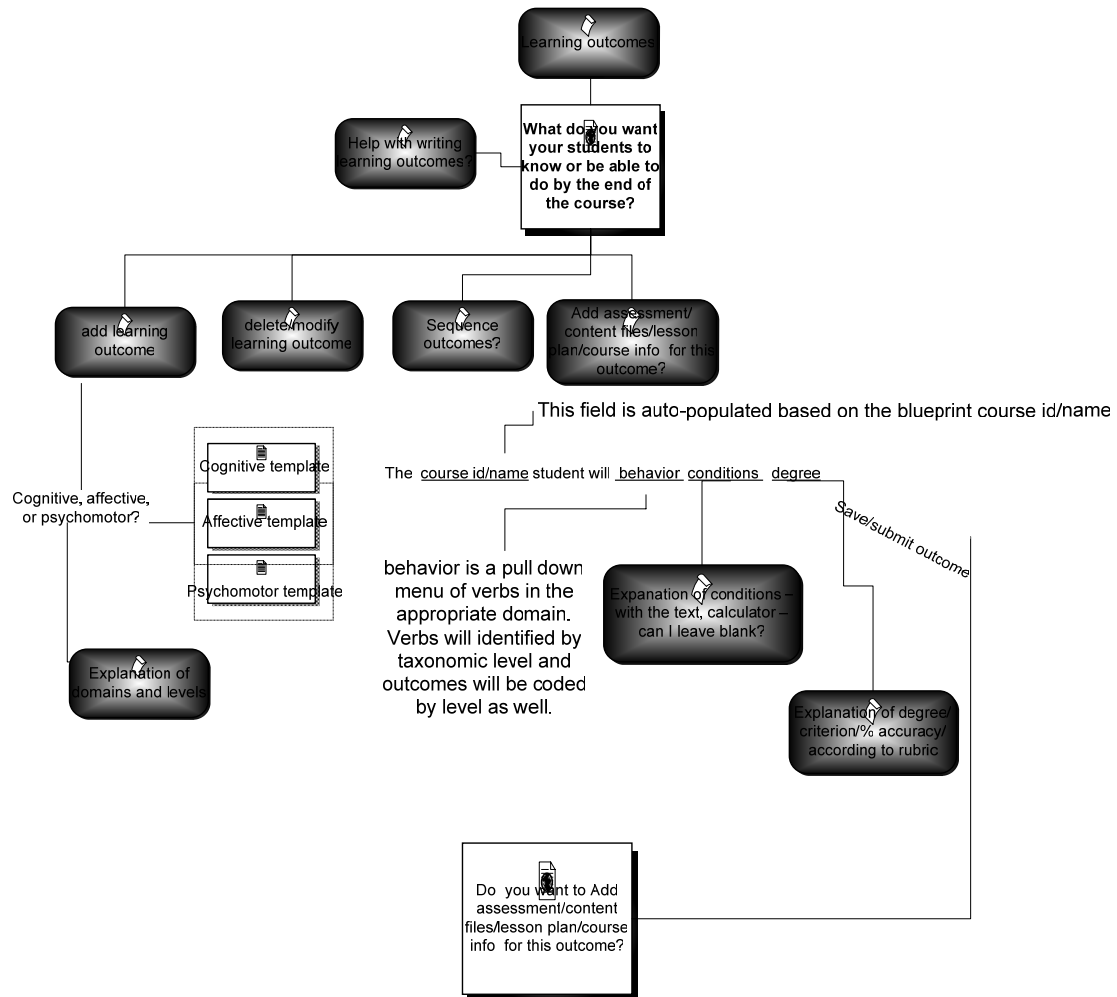 Learning outcomes
What do you want
your students to
know or be able to
do by the end of
the course?
Help with writing
learning outcomes?
add learning
outcome
delete/modify
learning outcome
Sequence
outcomes?
Add assessment/
content files/lesson
plan/course info for this
outcome?
This field is auto-populated based on the blueprint course id/name
The course id/name student will behavior conditions degree
Save/submit outcome
Cognitive, affective,
or psychomotor?
Cognitive template
Affective template
Psychomotor template
Explanation of
domains and levels
behavior is a pull down
menu of verbs in the
appropriate domain.
Verbs will identified by
taxonomic level and
outcomes will be coded
by level as well.
Expanation of conditions –
with the text, calculator –
can I leave blank?
Explanation of degree/
criterion/% accuracy/
according to rubric
Do you want to Add
assessment/content
files/lesson plan/course
info for this outcome?